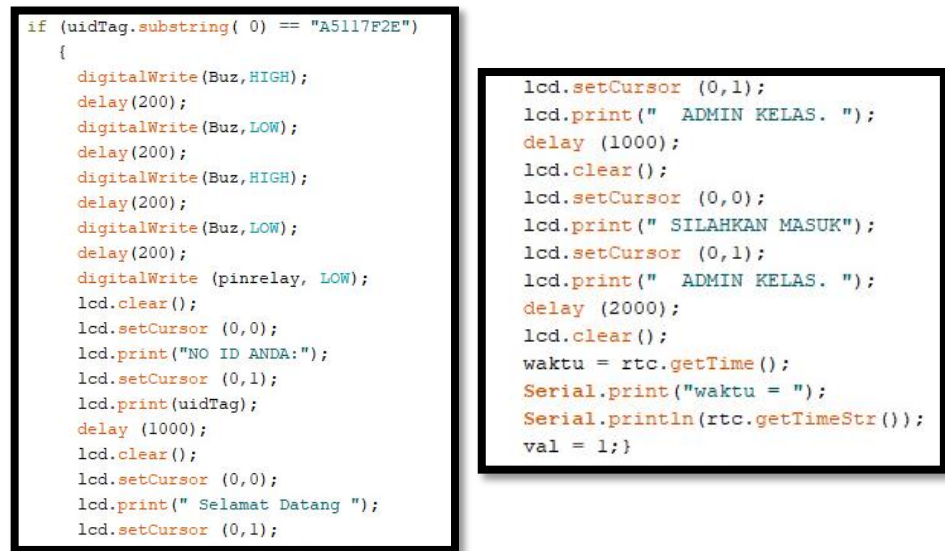 if (uidTag.substring( 0) == "A5117F2E")
{
digitalWrite(Buz,HIGH);
delay(200);
digitalWrite(Buz,LOW);
delay(200);
digitalWrite(Buz,HIGH);
delay(200);
digitalWrite(Buz,LOW);
delay(200);
digitalWrite (pinrelay, LOW);
lcd.clear();
lcd.setCursor (0,0);
lcd.print("NO ID ANDA:");
lcd.setCursor (0,1);
lcd.print(uidTag);
delay (1000);
lcd.clear();
lcd.setCursor (0,0);
lcd.print(" Selamat Datang ");
lcd.setCursor (0,1);
lcd.setCursor (0,1);
lcd.print("  ADMIN KELAS. ");
delay (1000);
lcd.clear();
lcd.setCursor (0,0);
lcd.print(" SILAHKAN MASUK");
lcd.setCursor (0,1);
lcd.print("  ADMIN KELAS. ");
delay (2000);
lcd.clear();
waktu = rtc.getTime();
Serial.print("waktu = ");
Serial.println(rtc.getTimeStr());
val = 1;}